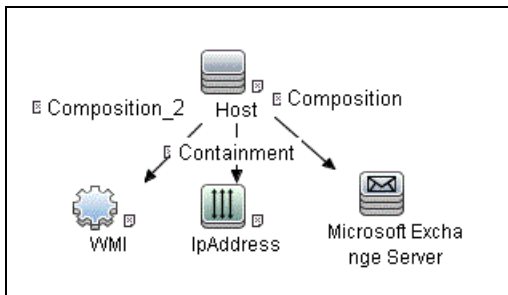 Composition_2
Host
Composition
Containment
WMI
IpAddress
Microsoft Excha
nge Server